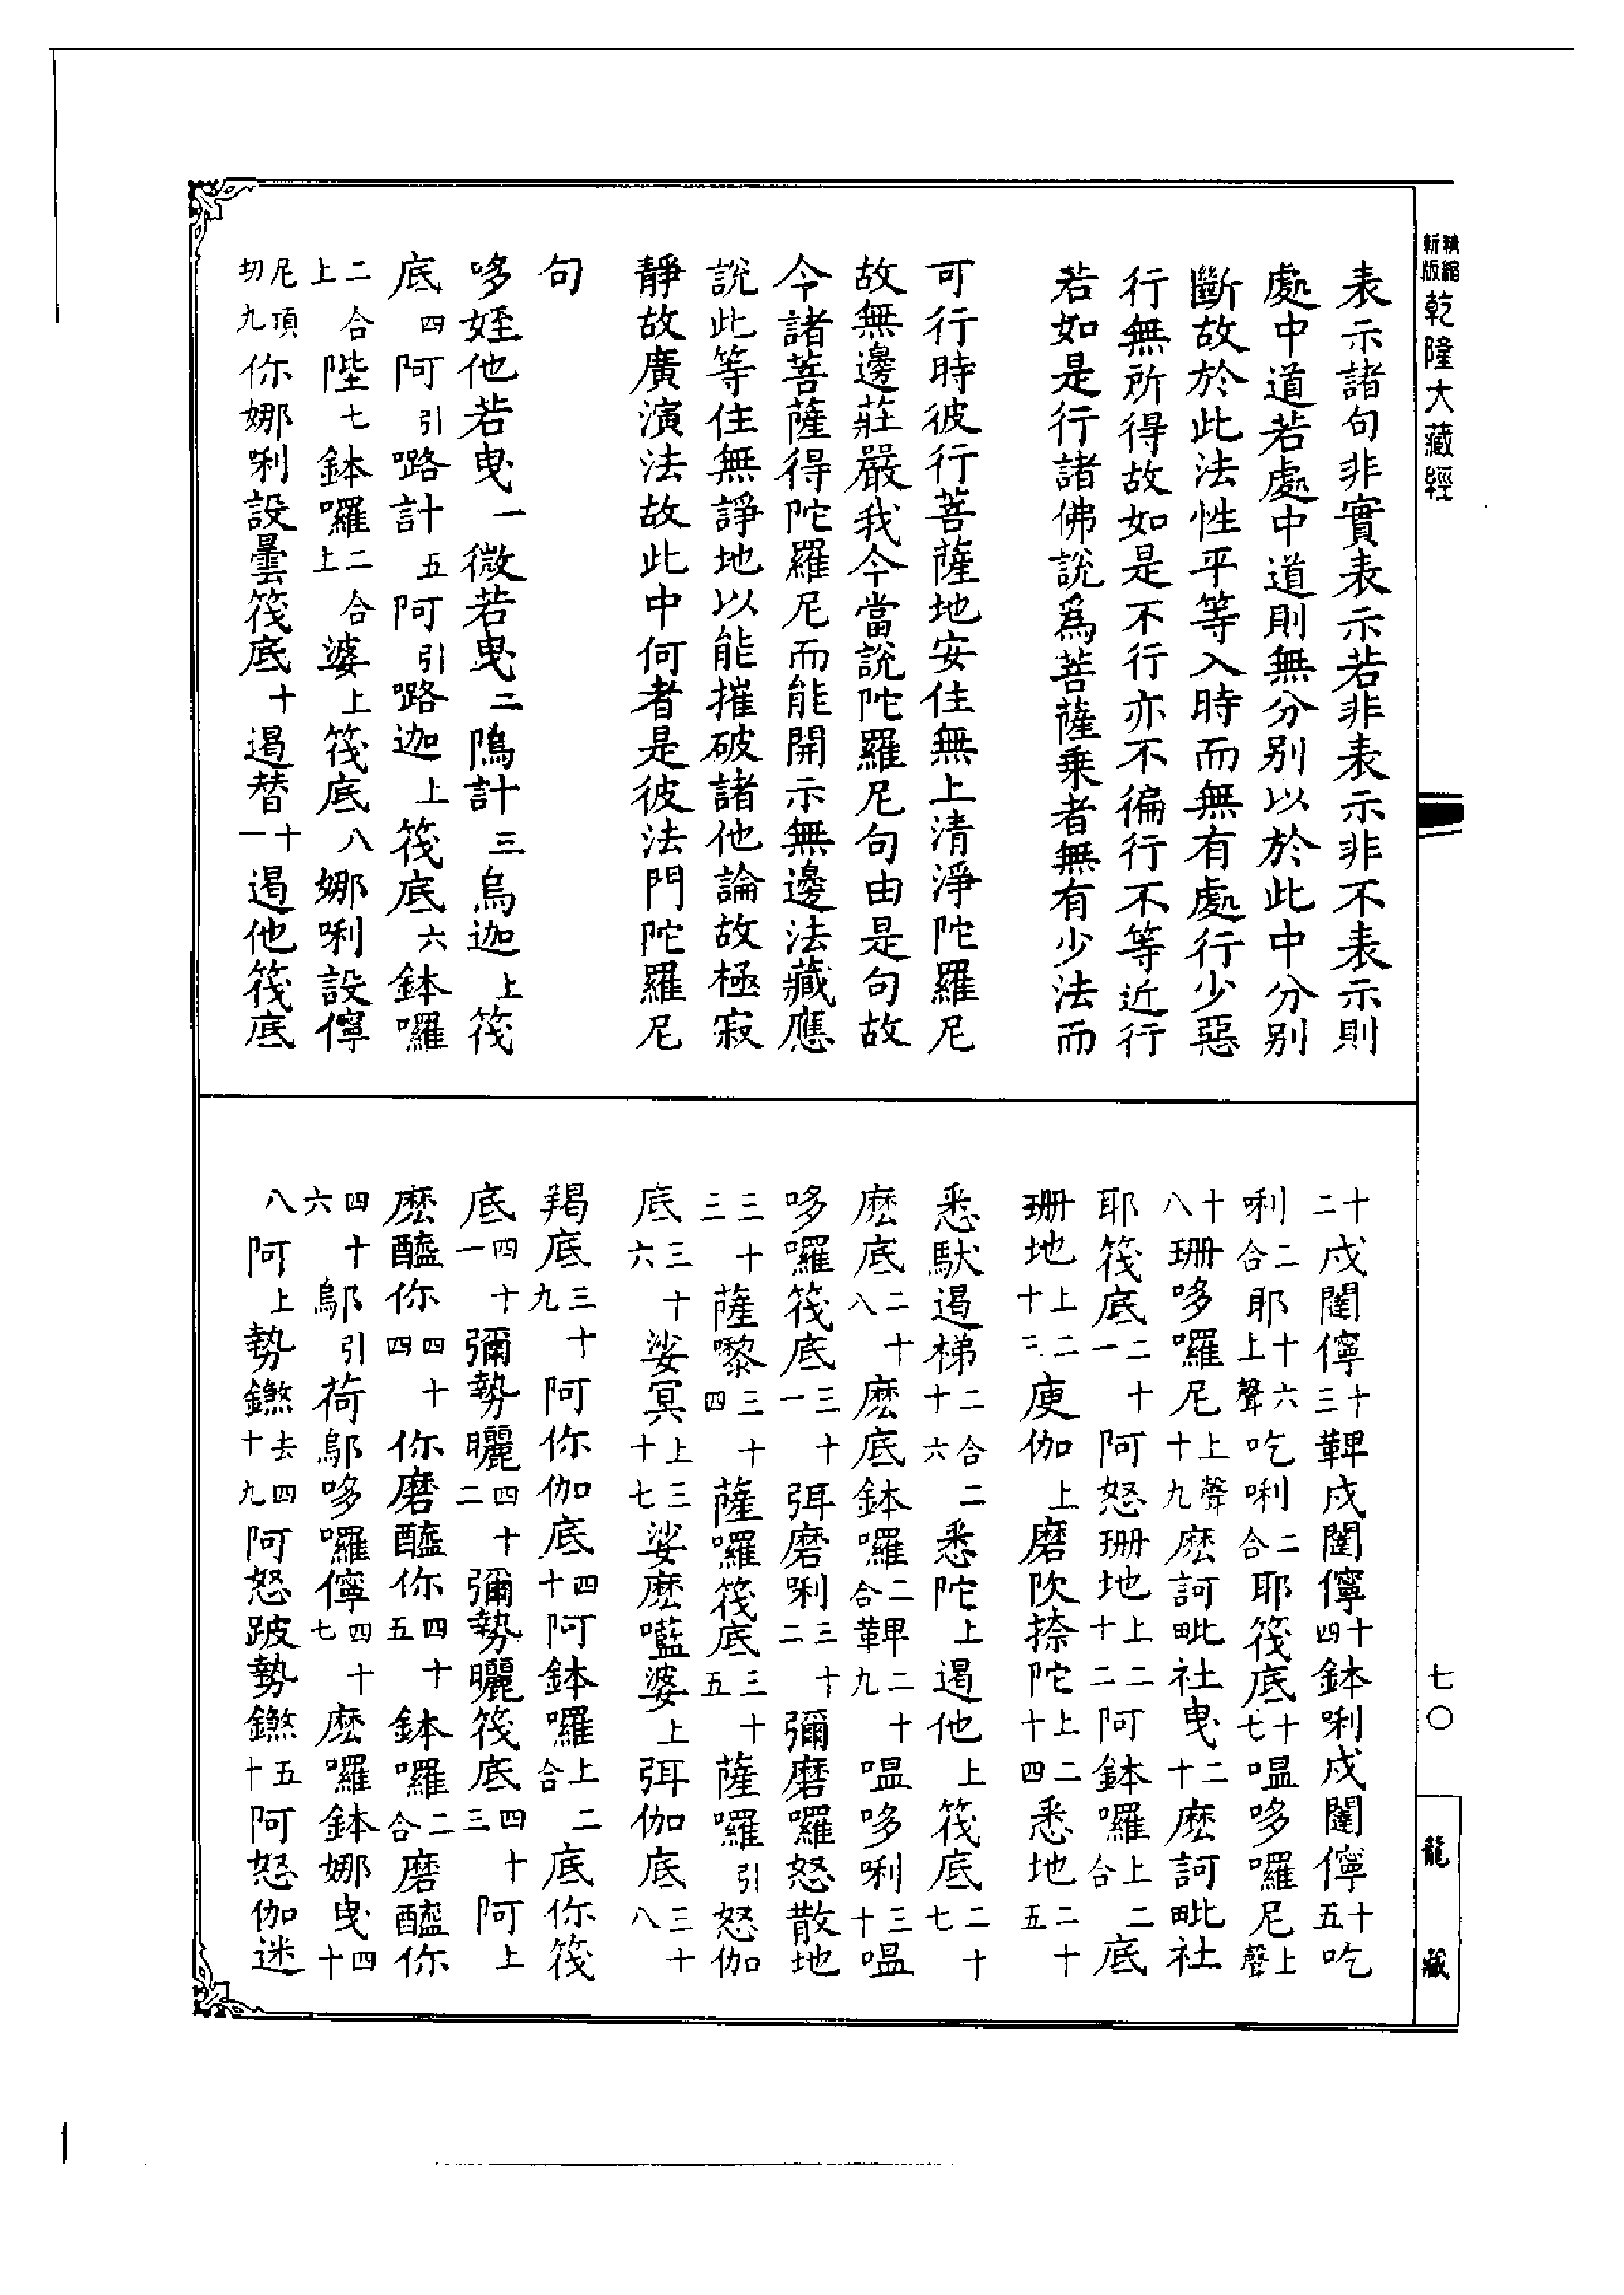 新版
乾隆大藏經
表示諸句非實表示若非表示非不表示則
處中道若處中道則無分別以於此中分別
斷故於此法性平等入時而無有處行少惡
行無所得故如是不行亦不徧行不等近行
若如是行諸佛說為菩薩乗者無有少法而
可行時彼行菩薩地安住無上清淨陀羅尼
故無邊莊嚴我今當說陀羅尼句由是句故
今諸菩薩得陀羅尼而能開示無邊法藏應
說此等住無諍地以能摧破諸他論故極寂
靜故廣演法故此中何者是彼法門陀羅尼
句
哆姪他若曳一微若曳二隖計三烏迦上筏
底四阿引𡀔計五阿引𡀔迦上筏底六鉢囉
二合上陛七鉢囉二合上婆上筏底八娜唎設儜
尼頂切九你娜唎設曇筏底十遏替十一遏他筏底
十二戍闥儜十三鞞戍闥儜十四鉢唎戍闥儜十五吃
唎二合耶十六上聲吃唎二合耶筏底十七嗢哆囉尼上聲
十八珊哆囉尼上聲十九麽訶毗社曳二十麽訶毗社
耶筏底二十一阿怒珊地上二十二阿鉢囉上二合底
珊地上二十三庾伽上磨㰤捺陀上二十四悉地二十五
悉馱遏梯二合二十六悉陀上遏他上筏底二十七
麽底二十八麽底鉢囉二合鞞二十九嗢哆唎三十嗢
哆囉筏底三十一弭磨唎三十二彌磨囉怒散地
三十三薩嚟三十四薩囉筏底三十五薩囉引怒伽
底三十六娑冥上三十七娑麽囕婆上弭伽底三十八
羯底三十九阿你伽底四十阿鉢囉上二合底你筏
底四十一彌勢曬四十二彌勢曬筏底四十三阿上
麽醯你四十四你磨醯你四十五鉢囉二合磨醯你
四十六鄔引荷鄔哆囉儜四十七麽囉鉢娜曳四十
八阿上勢鑠去四十九阿怒跛勢鑠五十阿怒伽迷
七〇
龍藏